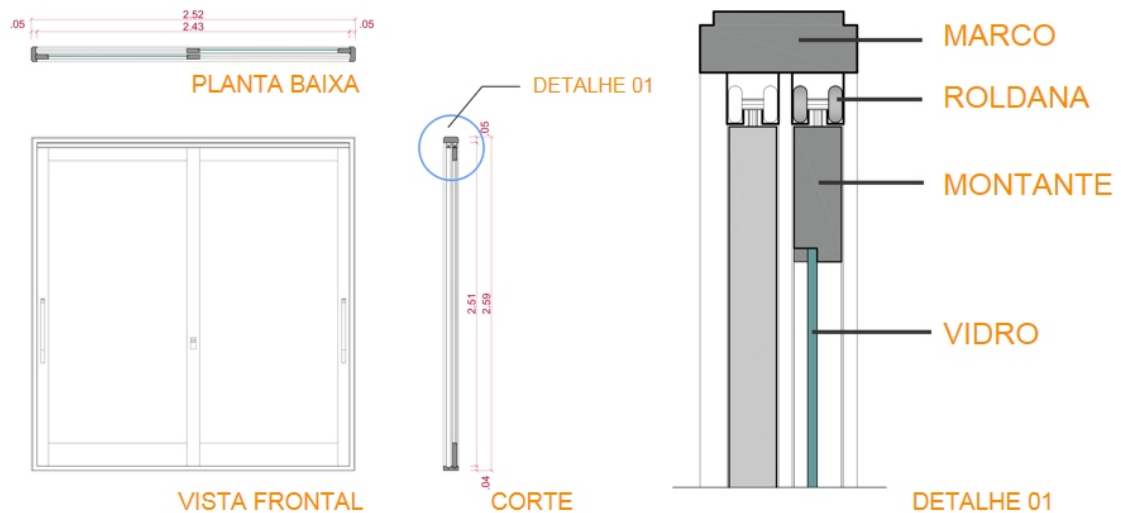 2.52
.05 2.43 .05
PLANTA BAIXA
DETALHE 01
.05
2.51
2.59
.04
VISTA FRONTAL
CORTE
MARCO
ROLDANA
MONTANTE
VIDRO
DETALHE 01